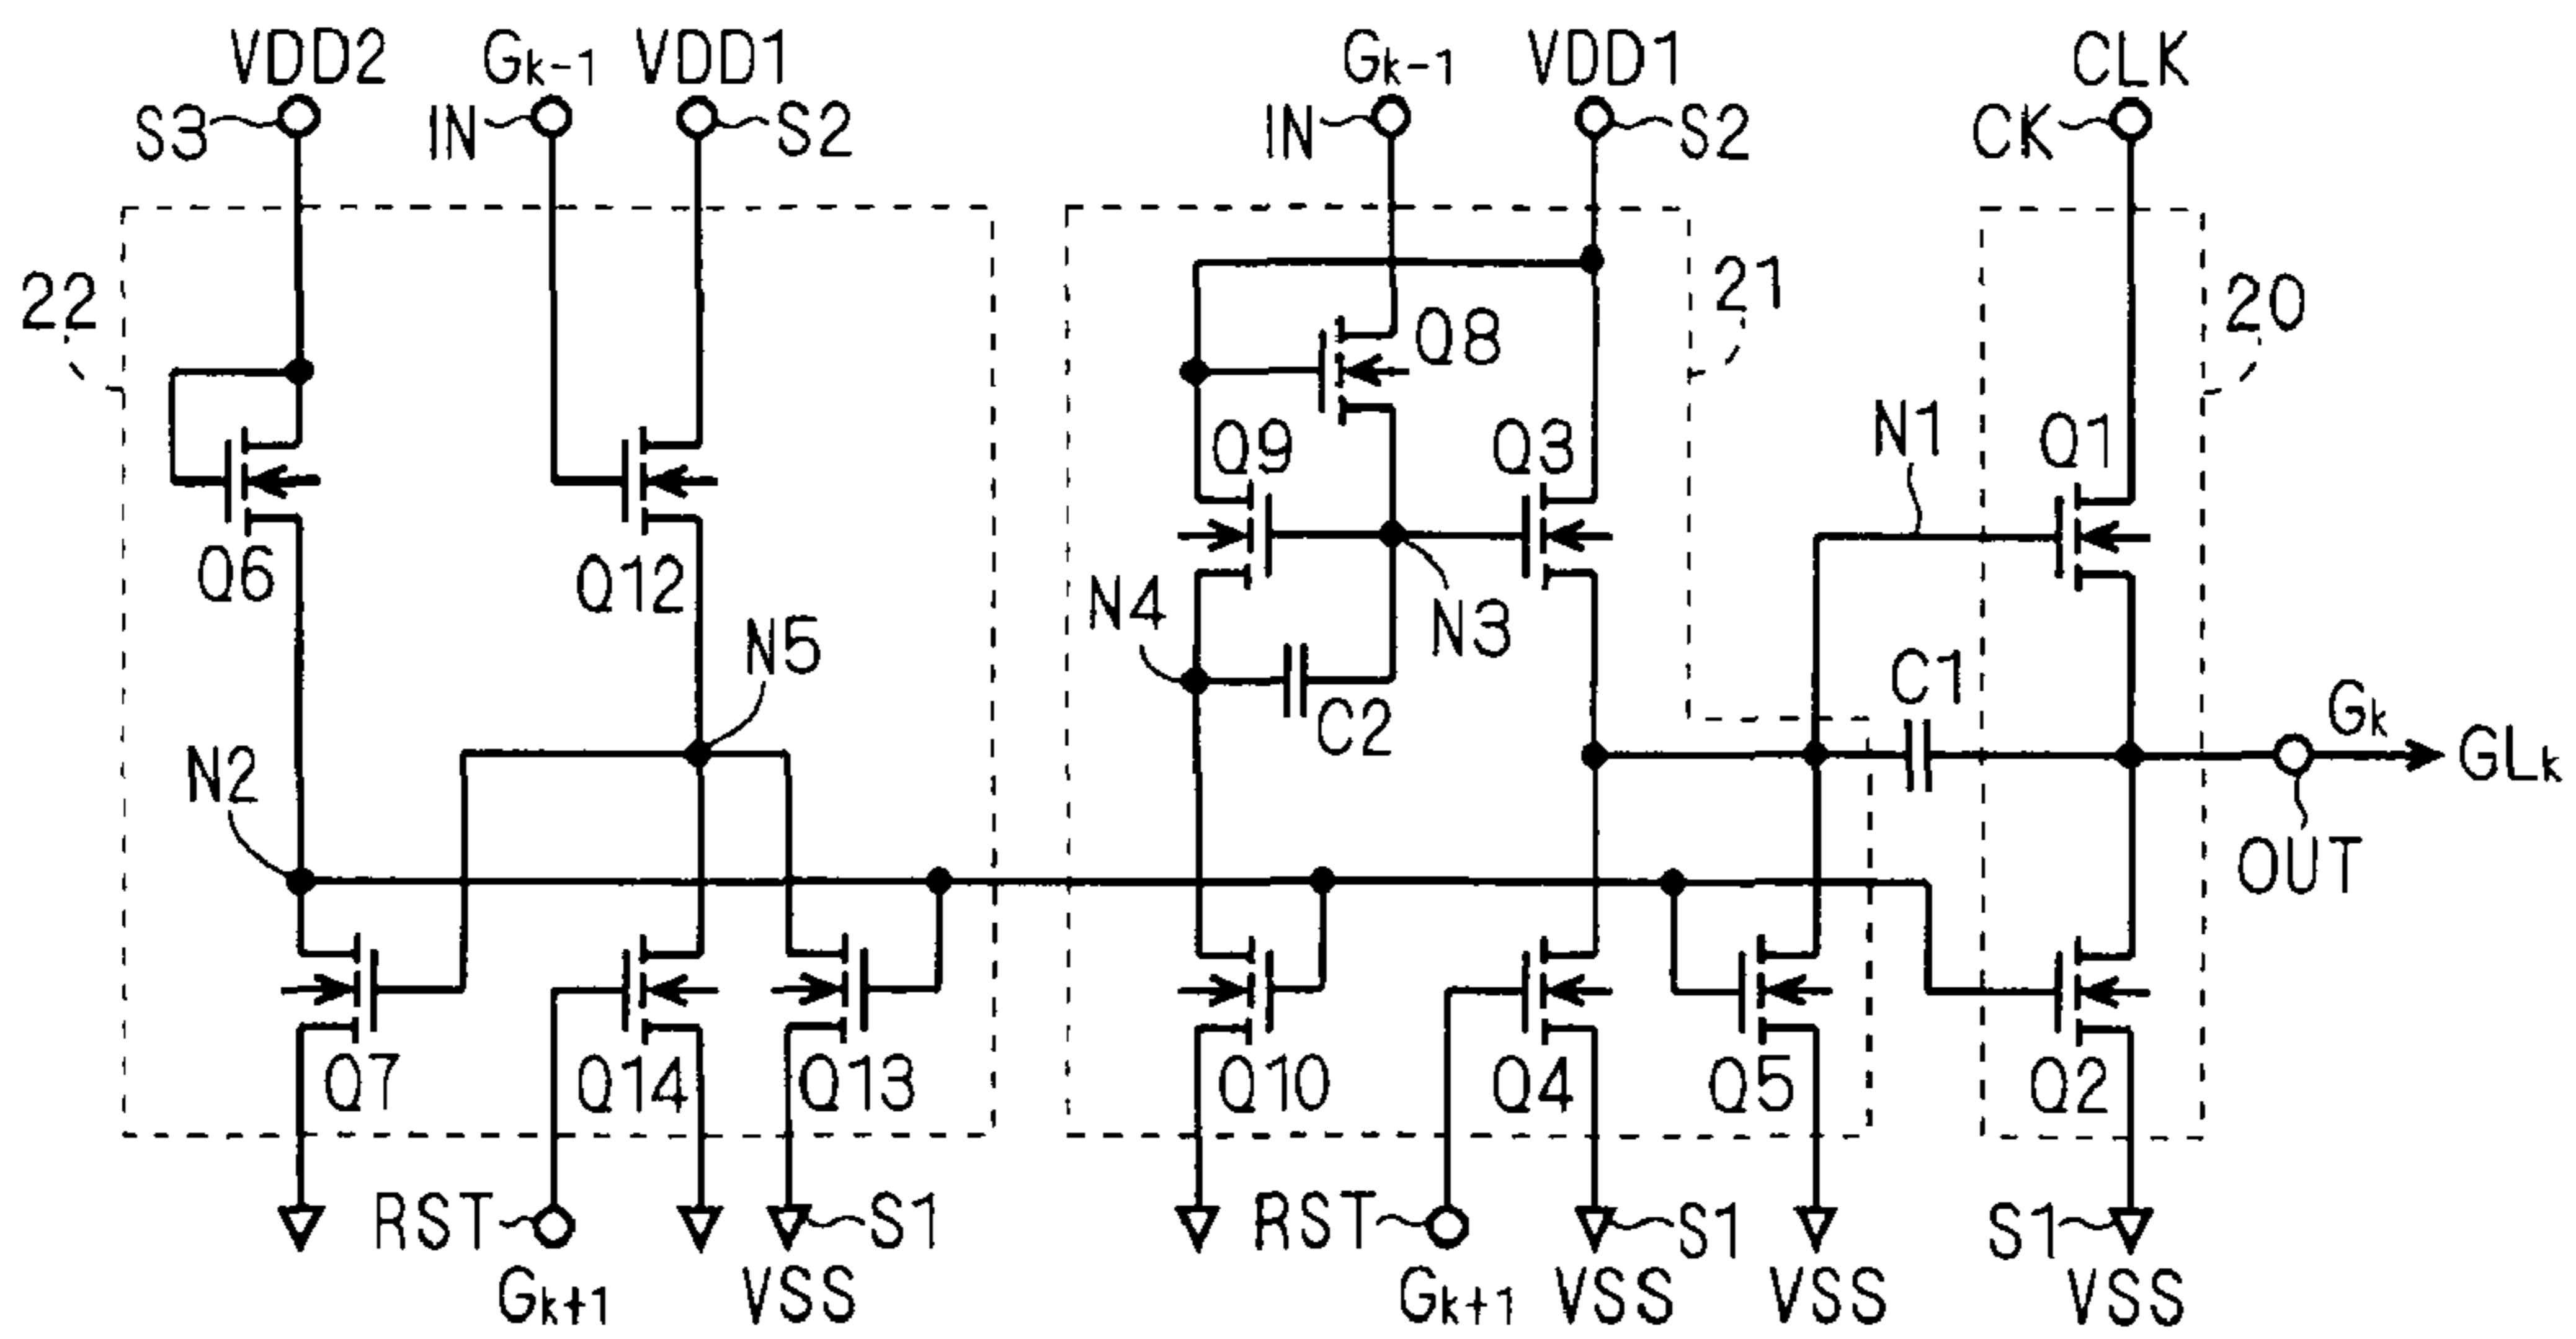 VDD2 Gk-1 VDD1 Gk-1 VDD1 CLK
S3 IN S2 IN S2 CK
22 21 20
Q8
Q9 Q3 N1 Q1
Q6 Q12 N4 N3
N5 C2 C1 Gk
N2 GLk
OUT
Q7 Q14 Q13 Q10 Q4 Q5 Q2
RST S1 RST S1 S1
Gk+1 VSS Gk+1 VSS VSS VSS